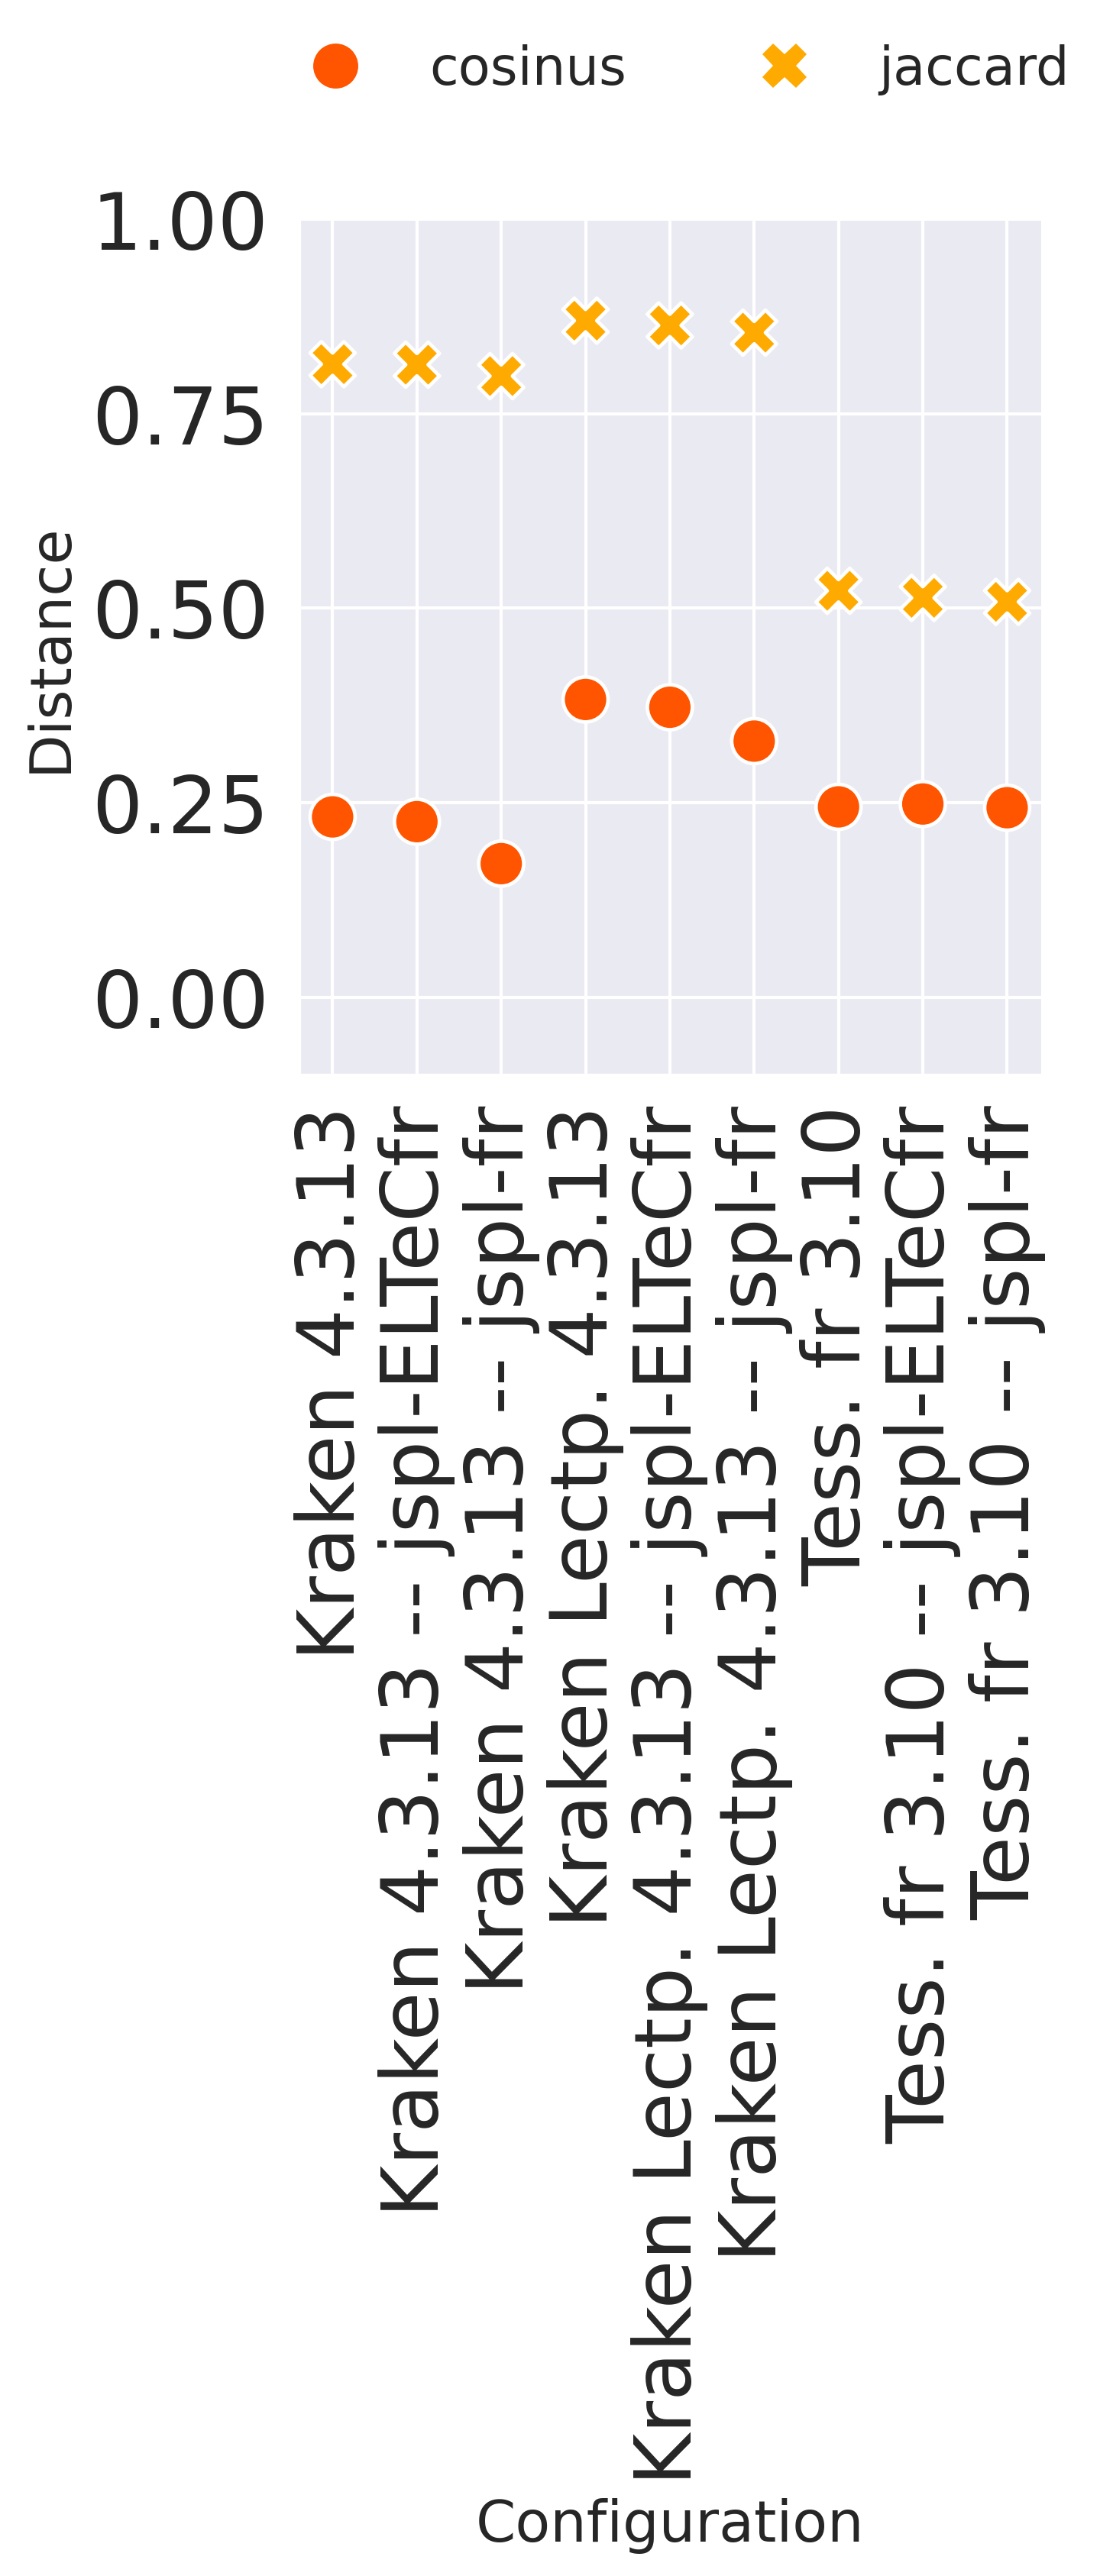 cosinus
jaccard
1.00
0.75
0.50
0.25
0.00
Distance
Kraken 4.3.13
Kraken 4.3.13 -- jspl-ELTeCfr
Kraken 4.3.13 -- jspl-fr
Kraken Lectp. 4.3.13
Kraken Lectp. 4.3.13 -- jspl-ELTeCfr
Kraken Lectp. 4.3.13 -- jspl-fr
Tess. fr 3.10
Tess. fr 3.10 -- jspl-ELTeCfr
Tess. fr 3.10 -- jspl-fr
Configuration